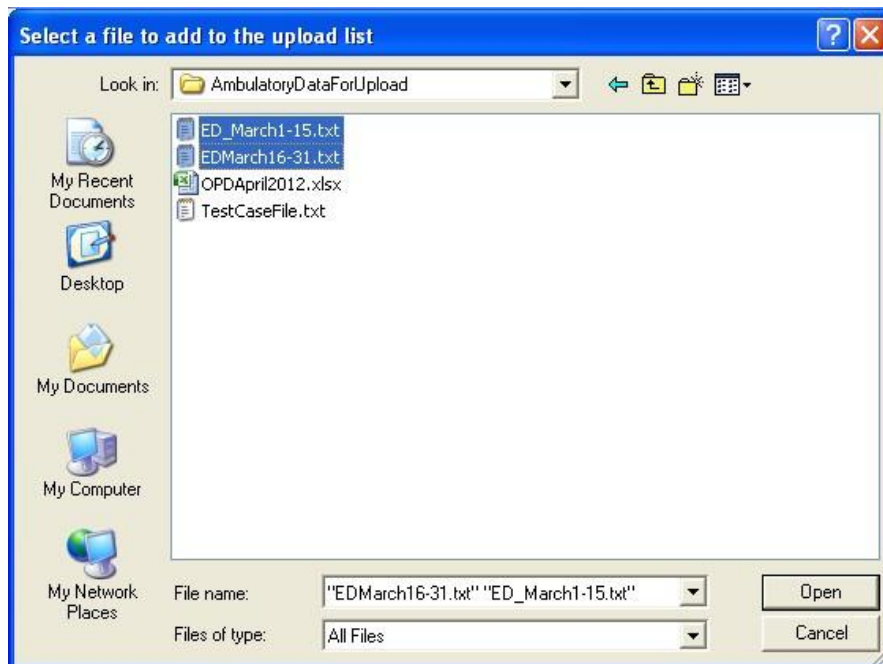 Select a file to add to the upload list
Look in: AmbulatoryDataForUpload
My Recent
Documents
Desktop
My Documents
My Computer
My Network
Places
ED_March1-15.txt
EDMarch16-31.txt
OPDApril2012.xlsx
TestCaseFile.txt
File name: "EDMarch16-31.txt" "ED_March1-15.txt" Open
Files of type: All Files Cancel